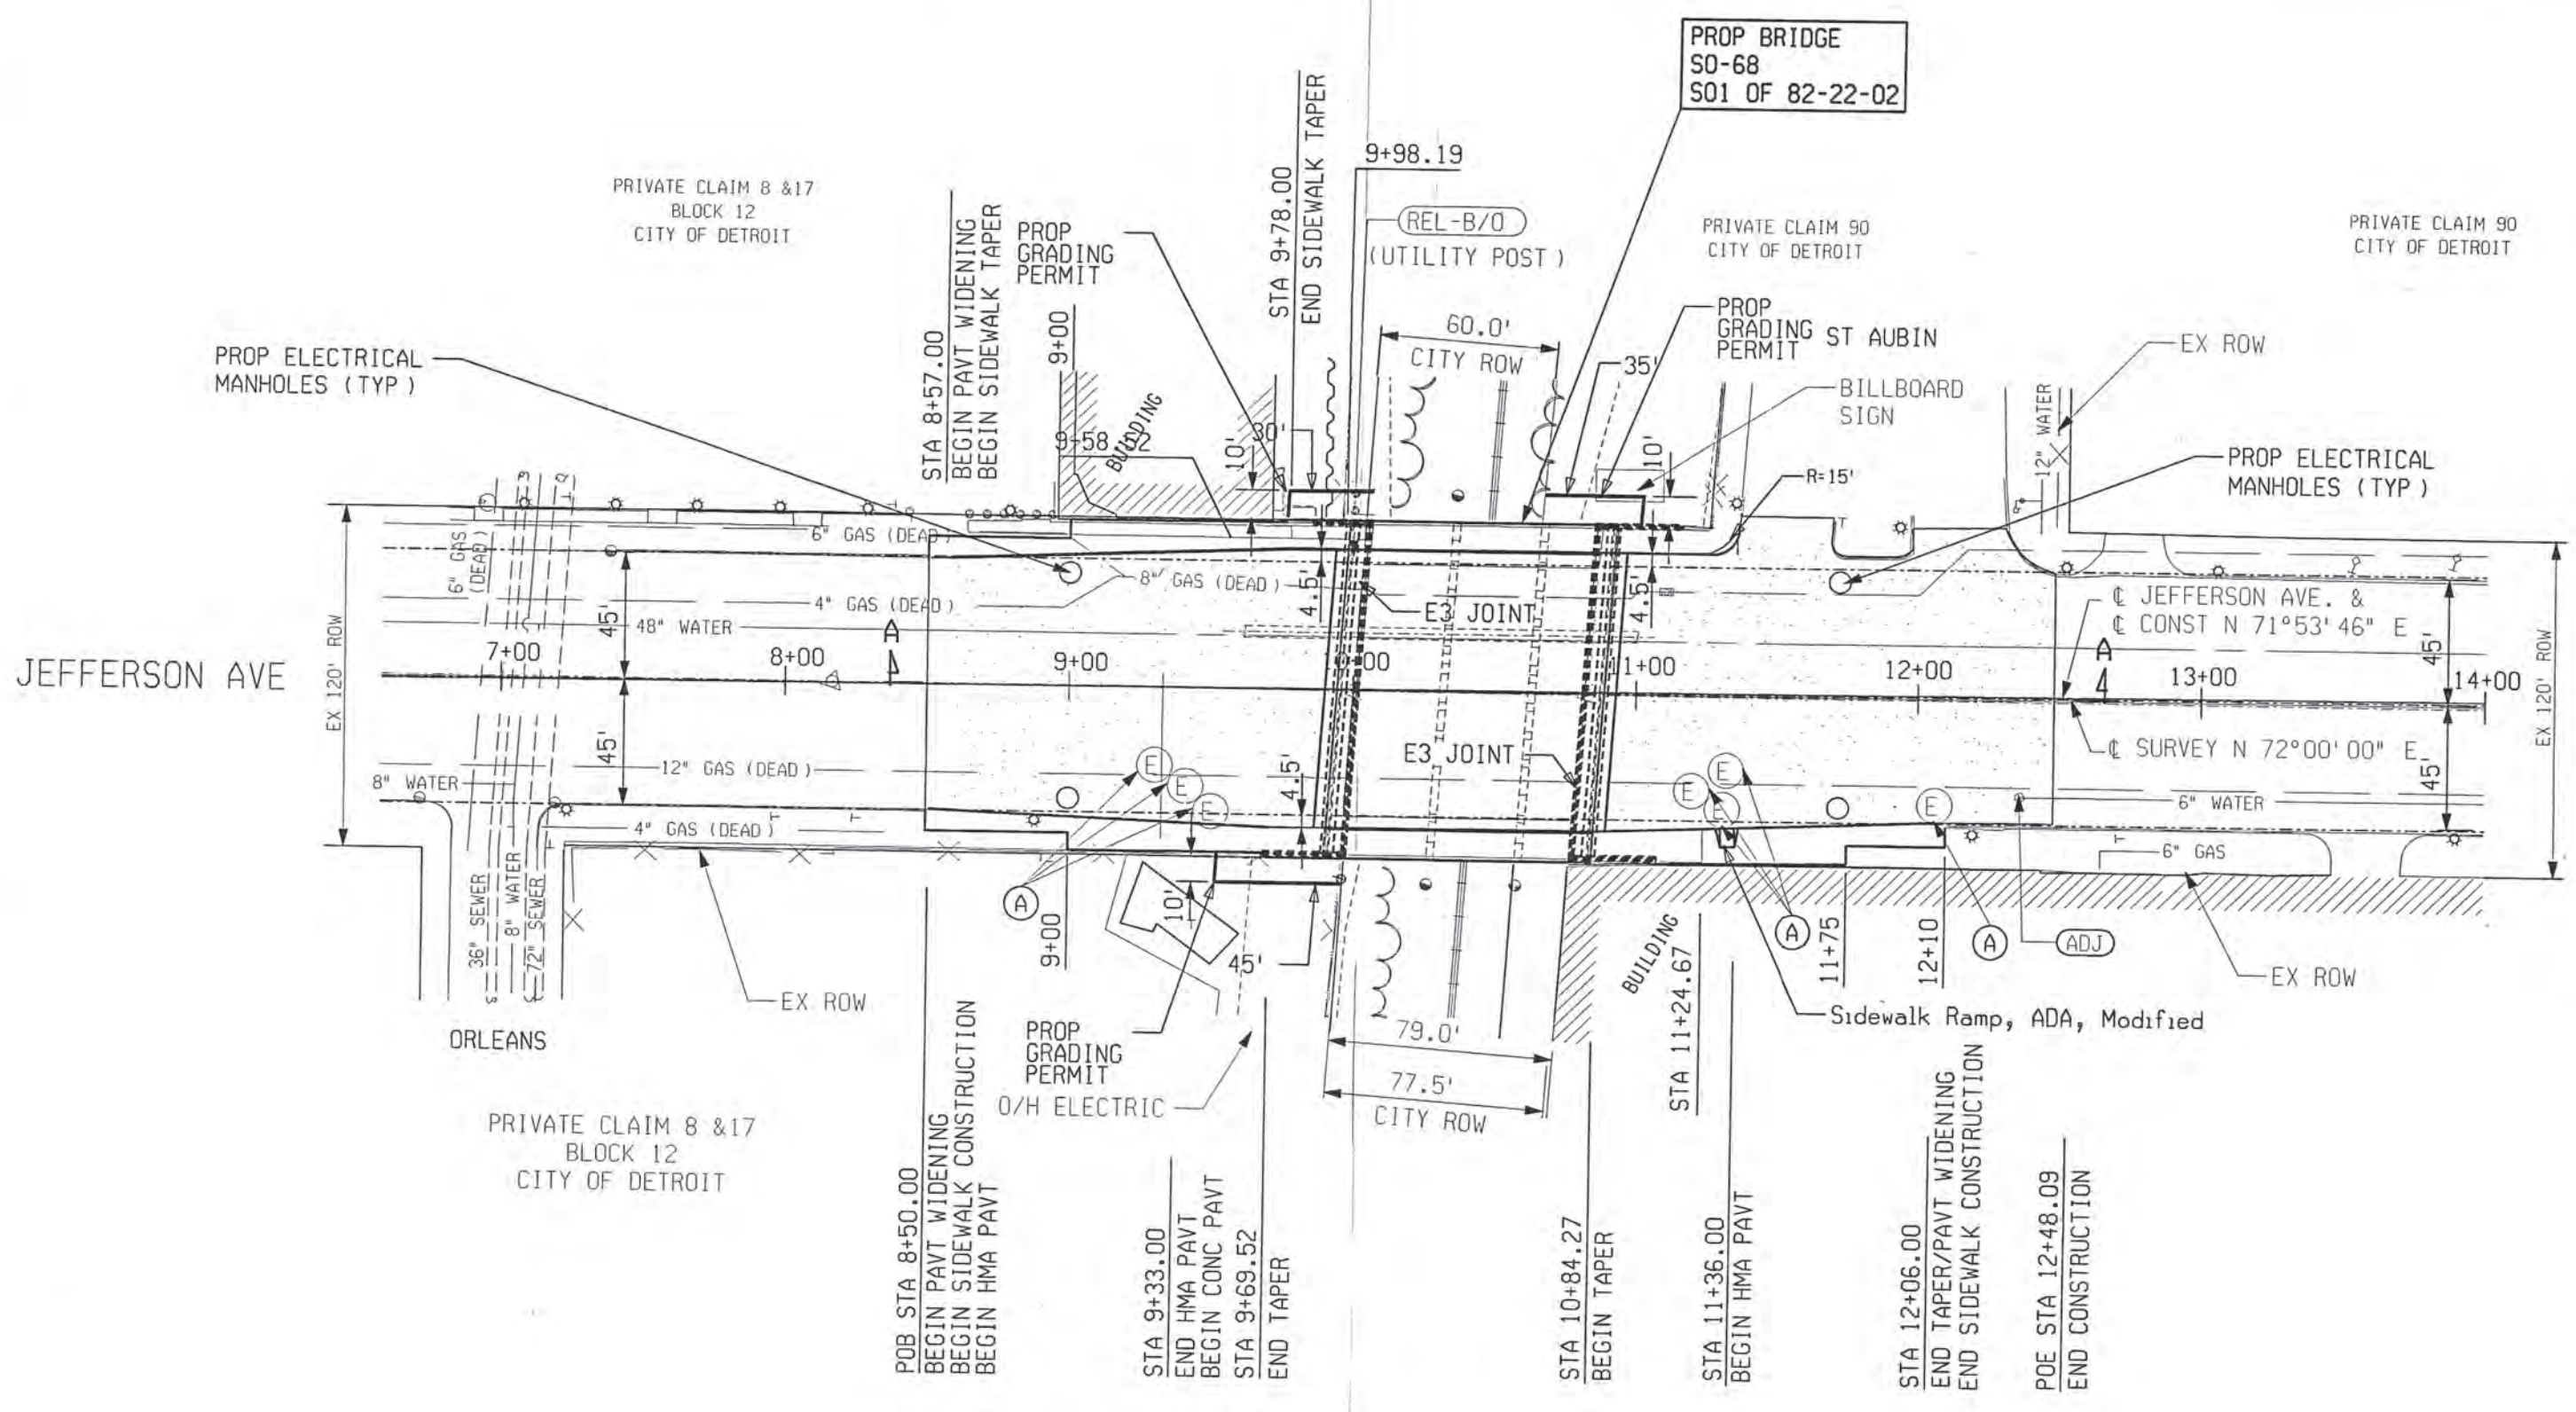 PROP BRIDGE
SO-68
SO1 OF 82-22-02
9+98.19
STA 9+78.00
END SIDEWALK TAPER
PRIVATE CLAIM 8 &17
BLOCK 12
CITY OF DETROIT
STA 8+57.00
BEGIN PAVT WIDENING
BEGIN SIDEWALK TAPER
PROP
GRADING
PERMIT
REL-B/O
(UTILITY POST)
PRIVATE CLAIM 90
CITY OF DETROIT
PRIVATE CLAIM 90
CITY OF DETROIT
PROP ELECTRICAL
MANHOLES (TYP)
9+00
60.0'
CITY ROW
35'
PROP
GRADING
PERMIT
ST AUBIN
BILLBOARD
SIGN
EX ROW
12" WATER
BUILDING
10'
30'
10'
R=15'
PROP ELECTRICAL
MANHOLES (TYP)
EX 120' ROW
6" GAS
(DEAD)
6" GAS (DEAD)
8" GAS (DEAD)
4" GAS (DEAD)
4.5'
4.5'
E3 JOINT
45'
48" WATER
A
4
JEFFERSON AVE
7+00
8+00
9+00
11+00
12+00
13+00
14+00
℄ JEFFERSON AVE. &
℄ CONST N 71°53'46" E
A
4
45'
EX 120' ROW
45'
12" GAS (DEAD)
8" WATER
4" GAS (DEAD)
E
E
E
4.5'
E3 JOINT
E
E
E
E
℄ SURVEY N 72°00'00" E
45'
6" WATER
6" GAS
36" SEWER
8" WATER
72" SEWER
ORLEANS
EX ROW
A
9+00
10'
45'
PROP
GRADING
PERMIT
O/H ELECTRIC
79.0'
77.5'
CITY ROW
BUILDING
STA 11+24.67
A
11+75
12+10
A
ADJ
EX ROW
Sidewalk Ramp, ADA, Modified
PRIVATE CLAIM 8 &17
BLOCK 12
CITY OF DETROIT
POB STA 8+50.00
BEGIN PAVT WIDENING
BEGIN SIDEWALK CONSTRUCTION
BEGIN HMA PAVT
STA 9+33.00
END HMA PAVT
BEGIN CONC PAVT
STA 9+69.52
END TAPER
STA 10+84.27
BEGIN TAPER
STA 11+36.00
BEGIN HMA PAVT
STA 12+06.00
END TAPER/PAVT WIDENING
END SIDEWALK CONSTRUCTION
POE STA 12+48.09
END CONSTRUCTION